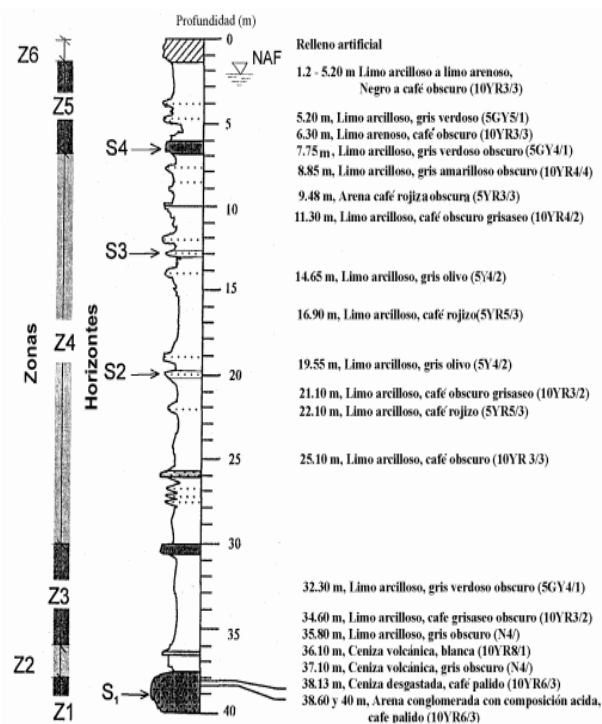 Profundidad (m)
Z6
0
NAF
Relleno artificial
1.2 - 5.20 m Limo arcilloso a limo arenoso,
Negro a café obscuro (10YR3/3)
Z5
5
5.20 m, Limo arcilloso, gris verdoso (5GY5/1)
6.30 m, Limo arenoso, café obscuro (10YR3/3)
S4
7.75 m, Limo arcilloso, gris verdoso obscuro (5GY4/1)
8.85 m, Limo arcilloso, gris amarilloso obscuro (10YR4/4)
9.48 m, Arena café rojiza obscura (5YR3/3)
10
11.30 m, Limo arcilloso, café obscuro grisaseo (10YR4/2)
S3
14.65 m, Limo arcilloso, gris olivo (5Y4/2)
15
16.90 m, Limo arcilloso, café rojizo(5YR5/3)
Zonas
Z4
Horizontes
19.55 m, Limo arcilloso, gris olivo (5Y4/2)
S2
20
21.10 m, Limo arcilloso, café obscuro grisaseo (10YR3/2)
22.10 m, Limo arcilloso, café rojizo (5YR5/3)
25
25.10 m, Limo arcilloso, café obscuro (10YR 3/3)
30
32.30 m, Limo arcilloso, gris verdoso obscuro (5GY4/1)
Z3
34.60 m, Limo arcilloso, cafe grisaseo obscuro (10YR3/2)
35
35.80 m, Limo arcilloso, gris obscuro (N4/)
36.10 m, Ceniza volcánica, blanca (10YR8/1)
Z2
37.10 m, Ceniza volcánica, gris obscuro (N4/)
38.13 m, Ceniza desgastada, café palido (10YR6/3)
S1
38.60 y 40 m, Arena conglomerada con composición acida,
cafe palido (10YR6/3)
Z1
40